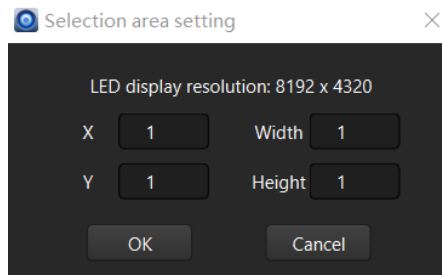 Selection area setting
LED display resolution: 8192 x 4320
X 1 Width 1
Y 1 Height 1
OK Cancel